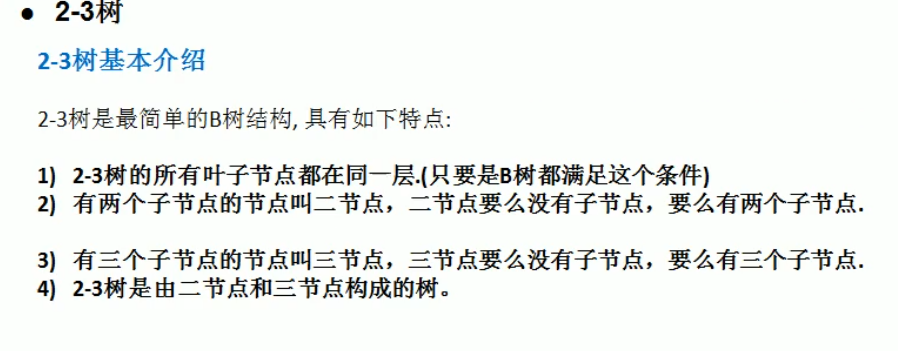 ● 2-3树
2-3树基本介绍
2-3树是最简单的B树结构, 具有如下特点:
1) 2-3树的所有叶子节点都在同一层.(只要是B树都满足这个条件)
2) 有两个子节点的节点叫二节点，二节点要么没有子节点，要么有两个子节点.
3) 有三个子节点的节点叫三节点，三节点要么没有子节点，要么有三个子节点.
4) 2-3树是由二节点和三节点构成的树。